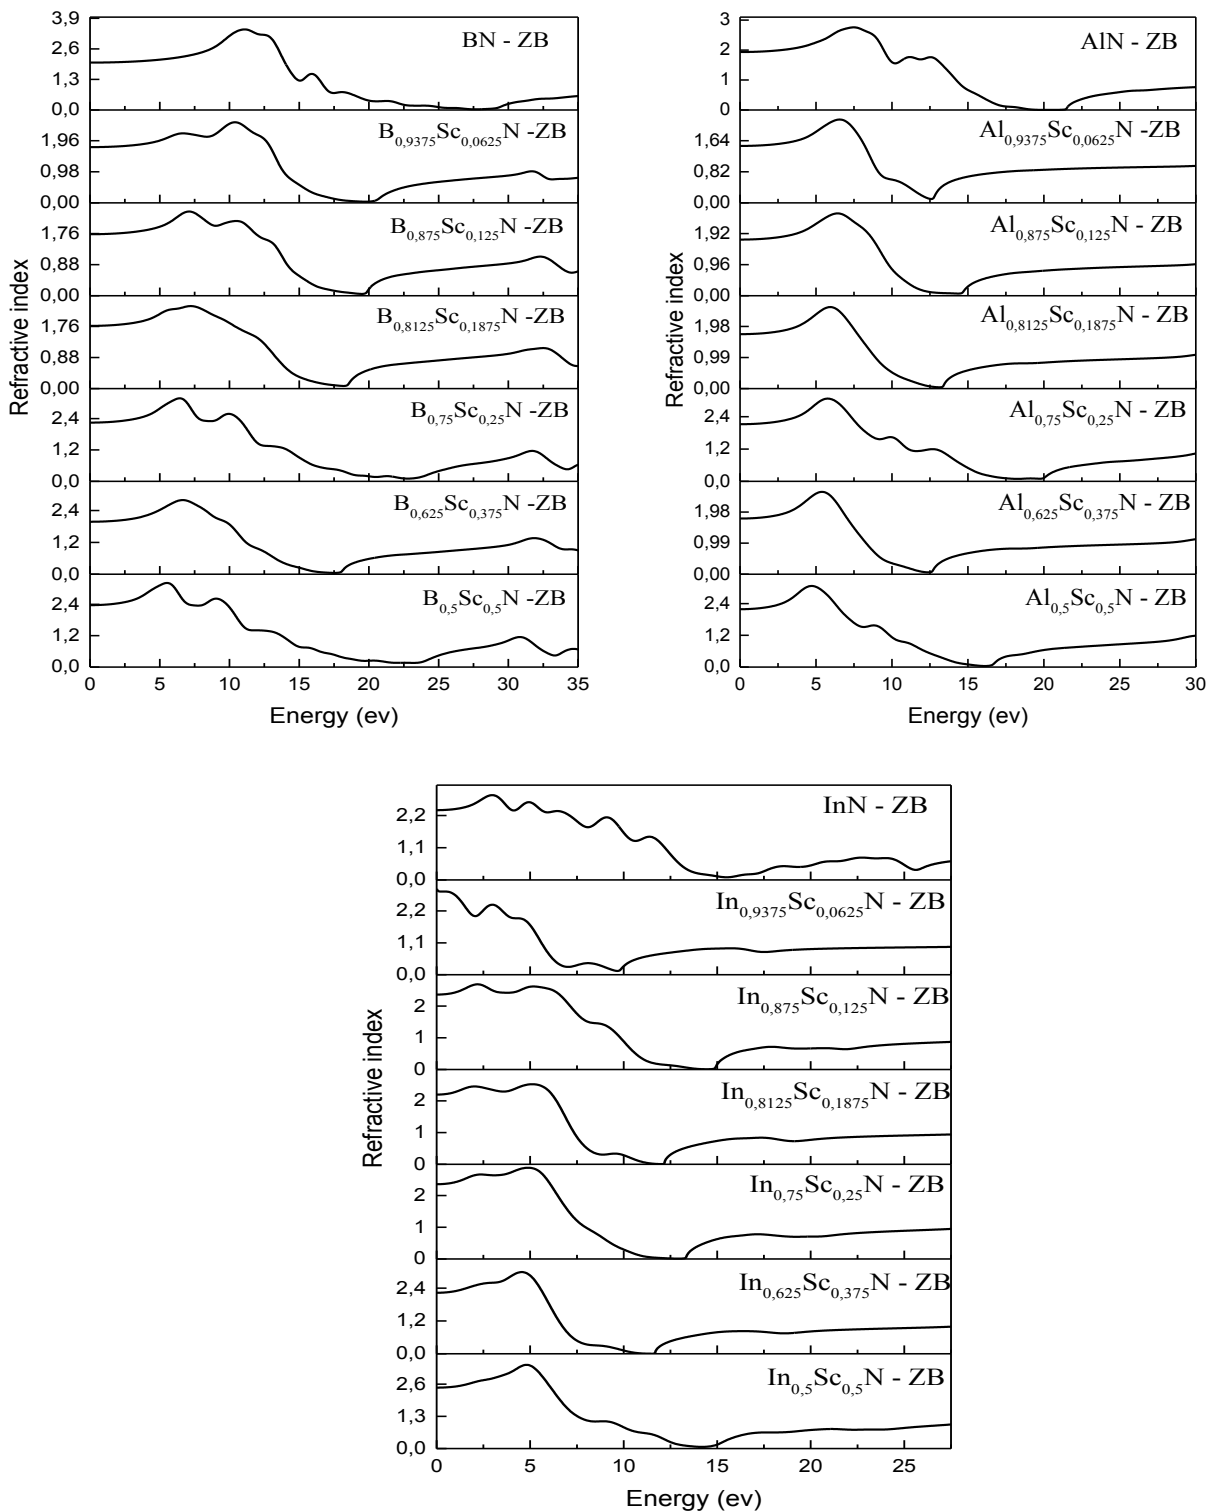 Refractive index
3,9
2,6
1,3
0,0
BN - ZB
1,96
0,98
0,00
B0,9375Sc0,0625N -ZB
1,76
0,88
0,00
B0,875Sc0,125N -ZB
1,76
0,88
0,00
B0,8125Sc0,1875N -ZB
2,4
1,2
0,0
B0,75Sc0,25N -ZB
2,4
1,2
0,0
B0,625Sc0,375N -ZB
2,4
1,2
0,0
B0,5Sc0,5N -ZB
0 5 10 15 20 25 30 35
Energy (ev)
Refractive index
3
2
1
0
AlN - ZB
1,64
0,82
0,00
Al0,9375Sc0,0625N - ZB
1,92
0,96
0,00
Al0,875Sc0,125N - ZB
1,98
0,99
0,00
Al0,8125Sc0,1875N - ZB
2,4
1,2
0,0
Al0,75Sc0,25N - ZB
1,98
0,99
0,00
Al0,625Sc0,375N - ZB
2,4
1,2
0,0
Al0,5Sc0,5N - ZB
0 5 10 15 20 25 30
Energy (ev)
Refractive index
2,2
1,1
0,0
InN - ZB
2,2
1,1
0,0
In0,9375Sc0,0625N - ZB
2
1
0
In0,875Sc0,125N - ZB
2
1
0
In0,8125Sc0,1875N - ZB
2
1
0
In0,75Sc0,25N - ZB
2,4
1,2
0,0
In0,625Sc0,375N - ZB
2,6
1,3
0,0
In0,5Sc0,5N - ZB
0 5 10 15 20 25
Energy (ev)